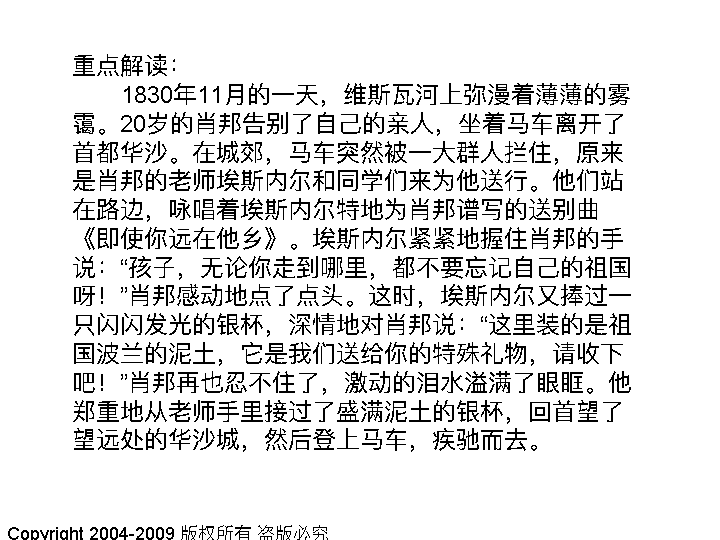 重点解读：
1830年11月的一天，维斯瓦河上弥漫着薄薄的雾
霭。20岁的肖邦告别了自己的亲人，坐着马车离开了
首都华沙。在城郊，马车突然被一大群人拦住，原来
是肖邦的老师埃斯内尔和同学们来为他送行。他们站
在路边，咏唱着埃斯内尔特地为肖邦谱写的送别曲
《即使你远在他乡》。埃斯内尔紧紧地握住肖邦的手
说：“孩子，无论你走到哪里，都不要忘记自己的祖国
呀！”肖邦感动地点了点头。这时，埃斯内尔又捧过一
只闪闪发光的银杯，深情地对肖邦说：“这里装的是祖
国波兰的泥土，它是我们送给你的特殊礼物，请收下
吧！”肖邦再也忍不住了，激动的泪水溢满了眼眶。他
郑重地从老师手里接过了盛满泥土的银杯，回首望了
望远处的华沙城，然后登上马车，疾驰而去。
Copyright 2004-2009 版权所有 盗版必究